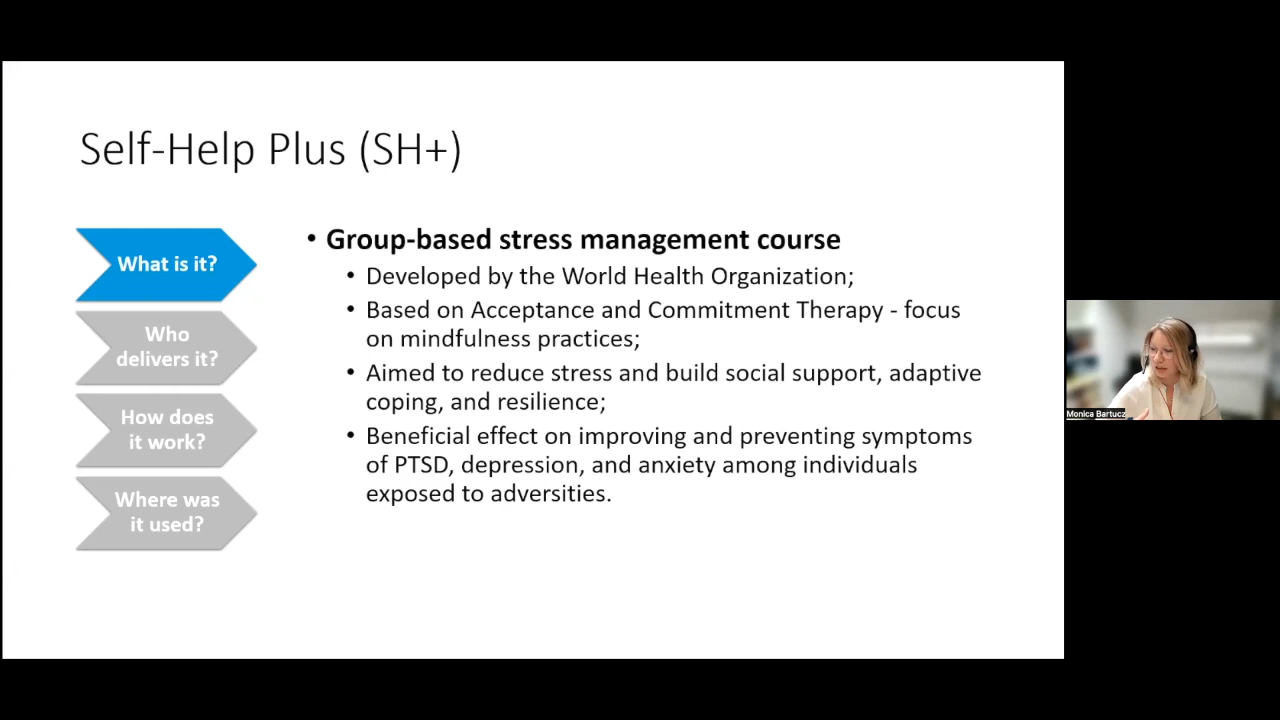 Self-Help Plus (SH+)
What is it?
Who
delivers it?
How does
it work?
Where was
it used?
• Group-based stress management course
• Developed by the World Health Organization;
• Based on Acceptance and Commitment Therapy - focus
on mindfulness practices;
• Aimed to reduce stress and build social support, adaptive
coping, and resilience;
• Beneficial effect on improving and preventing symptoms
of PTSD, depression, and anxiety among individuals
exposed to adversities.
Monica Bartucz